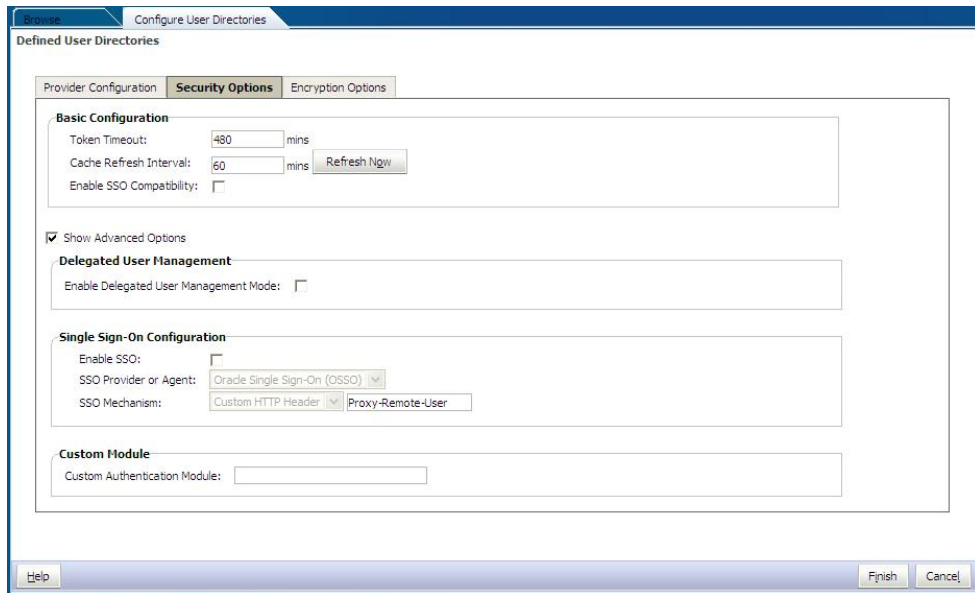 Browse Configure User Directories
Defined User Directories
Provider Configuration Security Options Encryption Options
Basic Configuration
Token Timeout: 480 mins
Cache Refresh Interval: 60 mins Refresh Now
Enable SSO Compatibility:
Show Advanced Options
Delegated User Management
Enable Delegated User Management Mode:
Single Sign-On Configuration
Enable SSO:
SSO Provider or Agent: Oracle Single Sign-On (OSSO)
SSO Mechanism: Custom HTTP Header Proxy-Remote-User
Custom Module
Custom Authentication Module:
Help Finish Cancel